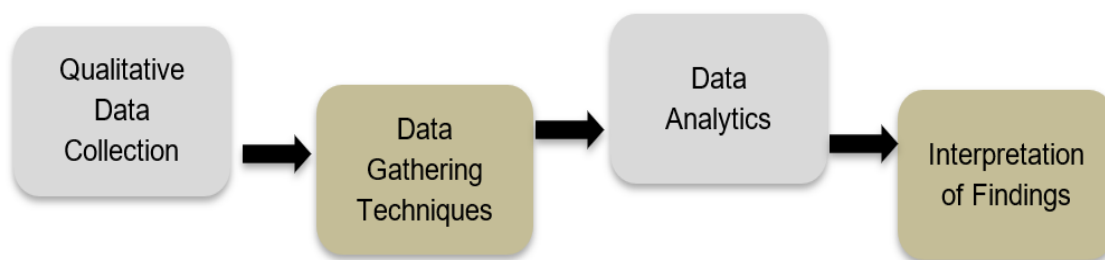 Qualitative
Data
Collection
Data
Gathering
Techniques
Data
Analytics
Interpretation
of Findings